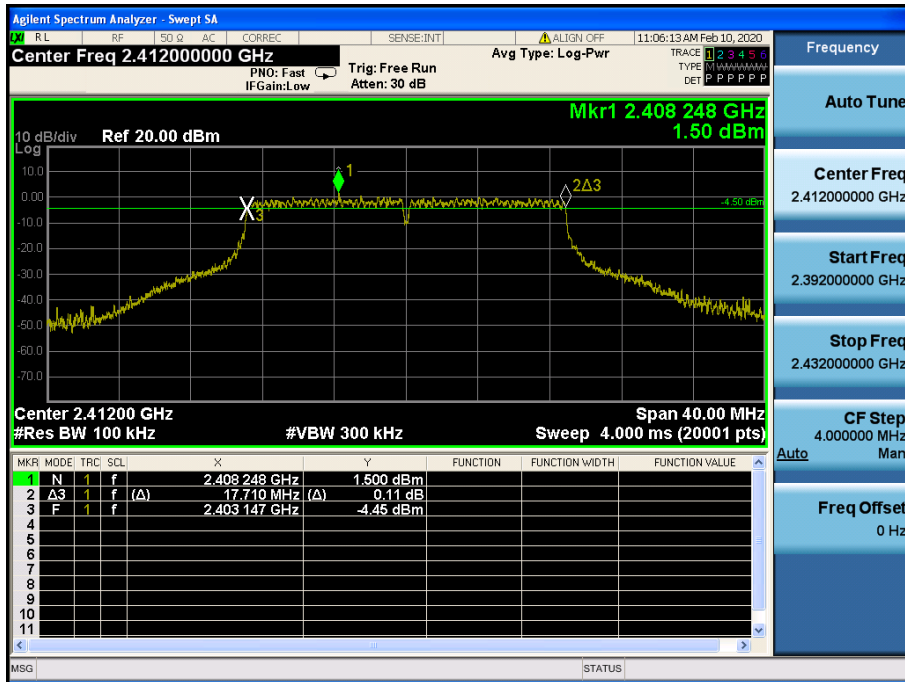 Agilent Spectrum Analyzer - Swept SA
LXI RL RF 50 Ω AC CORREC SENSE:INT ALIGN OFF 11:06:13 AM Feb 10, 2020
Center Freq 2.412000000 GHz
PNO: Fast
IFGain:Low
Trig: Free Run
Atten: 30 dB
Avg Type: Log-Pwr
TRACE 1 2 3 4 5 6
TYPE M W W W W W
DET P P P P P P
Mkr1 2.408 248 GHz
1.50 dBm
10 dB/div Ref 20.00 dBm
Log
10.0
0.00
-10.0
-20.0
-30.0
-40.0
-50.0
-60.0
-70.0
1
2Δ3
3
-4.50 dBm
Center 2.41200 GHz Span 40.00 MHz
#Res BW 100 kHz #VBW 300 kHz Sweep 4.000 ms (20001 pts)
MKR MODE TRC SCL X Y FUNCTION FUNCTION WIDTH FUNCTION VALUE
1 N 1 f 2.408 248 GHz 1.500 dBm
2 Δ3 1 f (Δ) 17.710 MHz (Δ) 0.11 dB
3 F 1 f 2.403 147 GHz -4.45 dBm
4
5
6
7
8
9
10
11
MSG STATUS
Frequency
Auto Tune
Center Freq
2.412000000 GHz
Start Freq
2.392000000 GHz
Stop Freq
2.432000000 GHz
CF Step
4.000000 MHz
Auto Man
Freq Offset
0 Hz